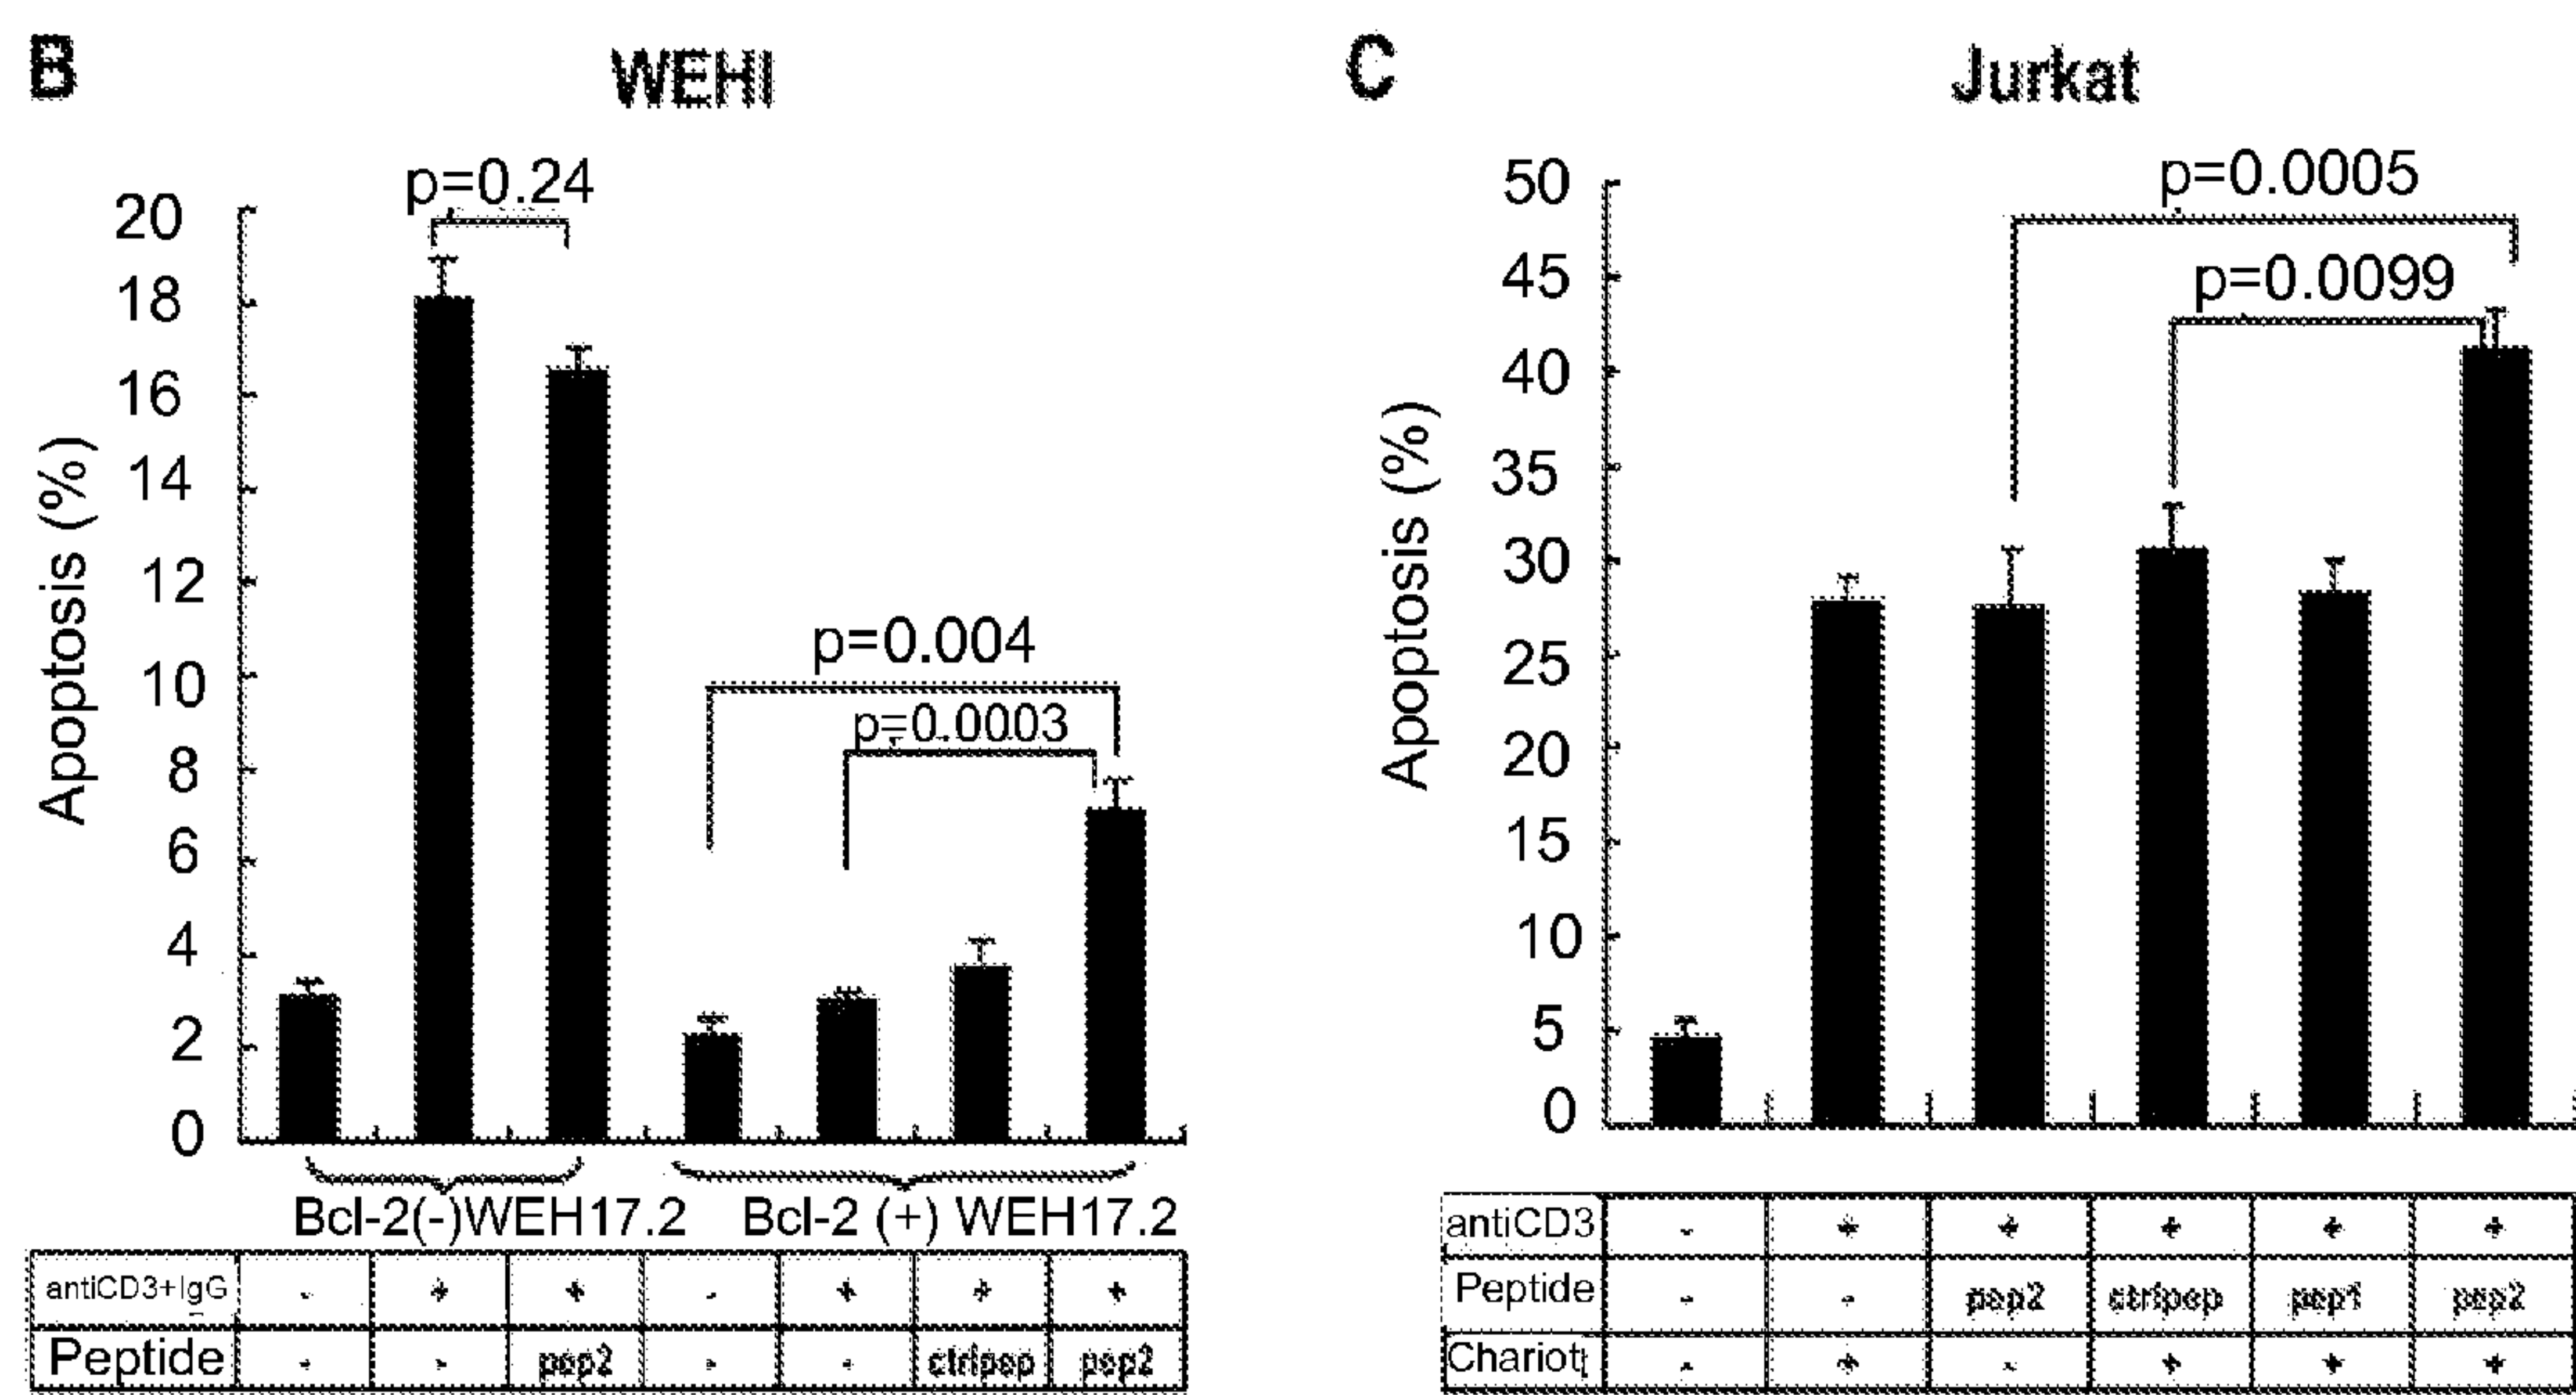 B
WEHI
p=0.24
20
18
16
14
12
10
8
6
4
2
0
Apoptosis (%)
p=0.004
p=0.0003
Bcl-2(-)WEH17.2
Bcl-2 (+) WEH17.2
antiCD3+IgG - + + - + + +
Peptide - - pep2 - - ctrlpep pep2
C
Jurkat
p=0.0005
p=0.0099
50
45
40
35
30
25
20
15
10
5
0
Apoptosis (%)
antiCD3 - + + + + +
Peptide - - pep2 ctrlpep pep1 pep2
Chariot - + - + + +